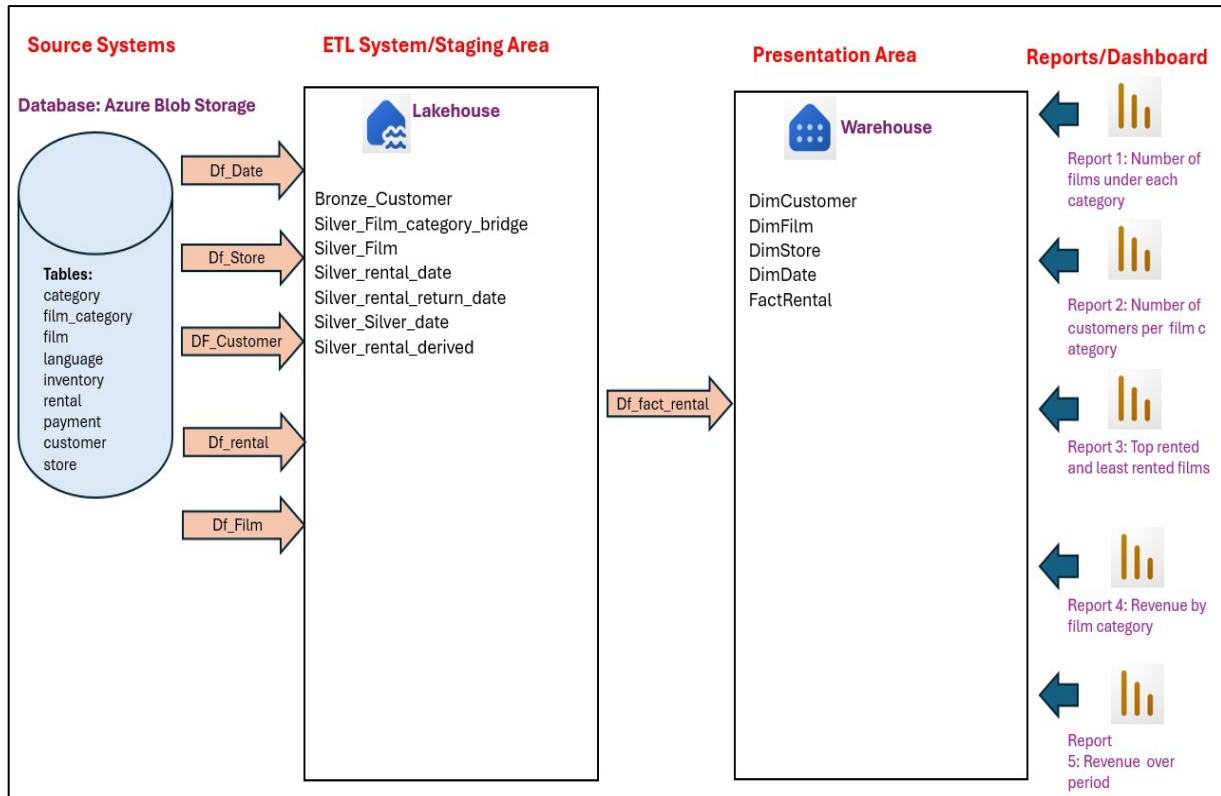 Source Systems
ETL System/Staging Area
Presentation Area
Reports/Dashboard
Database: Azure Blob Storage
Tables:
category
film_category
film
language
inventory
rental
payment
customer
store
Df_Date
Df_Store
DF_Customer
Df_rental
Df_Film
Lakehouse
Bronze_Customer
Silver_Film_category_bridge
Silver_Film
Silver_rental_date
Silver_rental_return_date
Silver_Silver_date
Silver_rental_derived
Df_fact_rental
Warehouse
DimCustomer
DimFilm
DimStore
DimDate
FactRental
Report 1: Number of
films under each
category
Report 2: Number of
customers per film c
ategory
Report 3: Top rented
and least rented films
Report 4: Revenue by
film category
Report
5: Revenue over
period